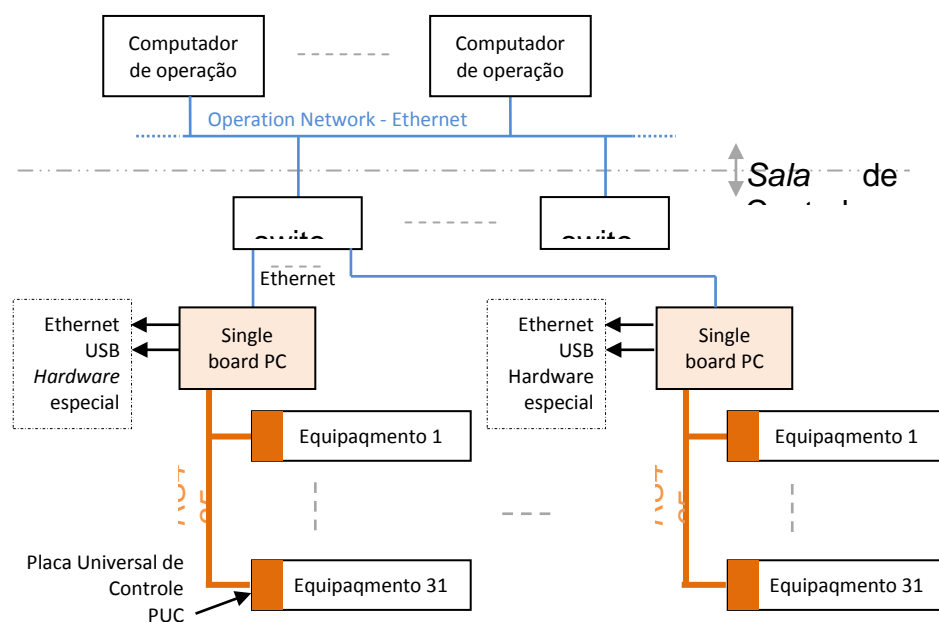 Computador
de operação
Computador
de operação
Operation Network - Ethernet
Sala de
Ethernet
Ethernet
USB
Hardware
especial
Single
board PC
Ethernet
USB
Hardware
especial
Single
board PC
Equipaqmento 1
Equipaqmento 1
Placa Universal de
Controle
PUC
Equipaqmento 31
Equipaqmento 31